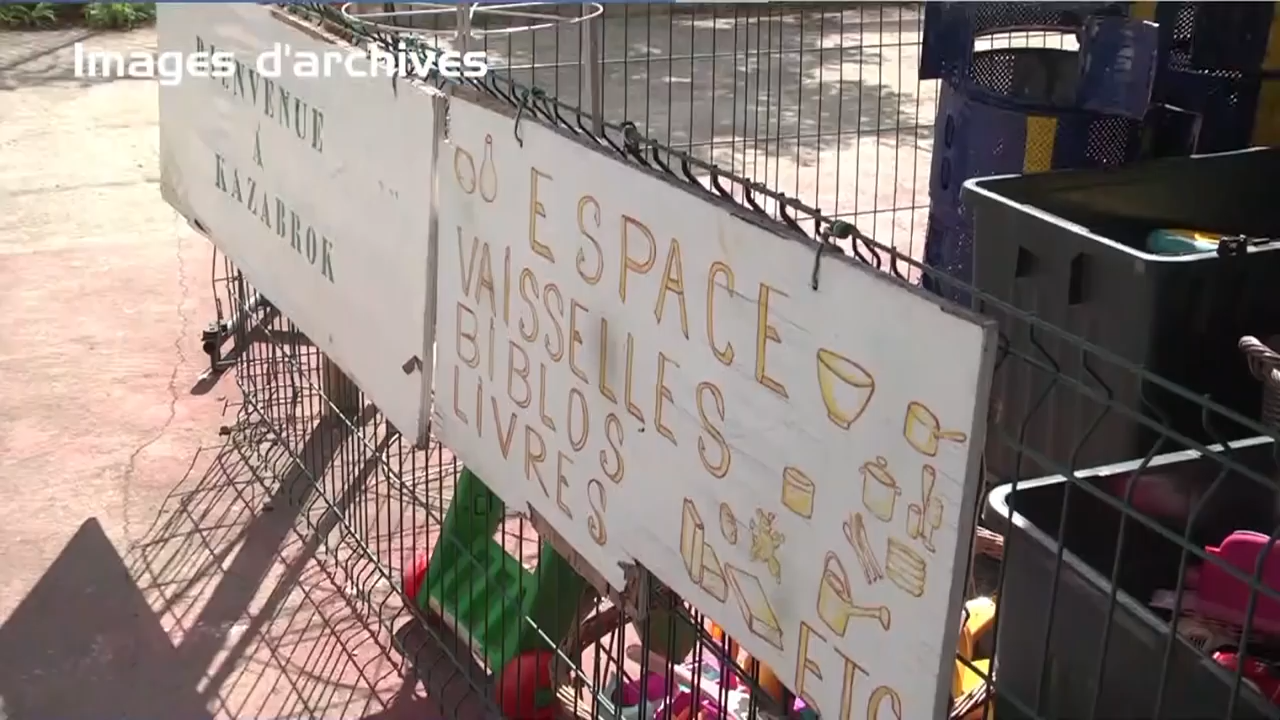 Images d'archives
BIENVENUE
À
KAZABROK
ESPACE
VAISSELLES
BIBLOS
LIVRES
ETC